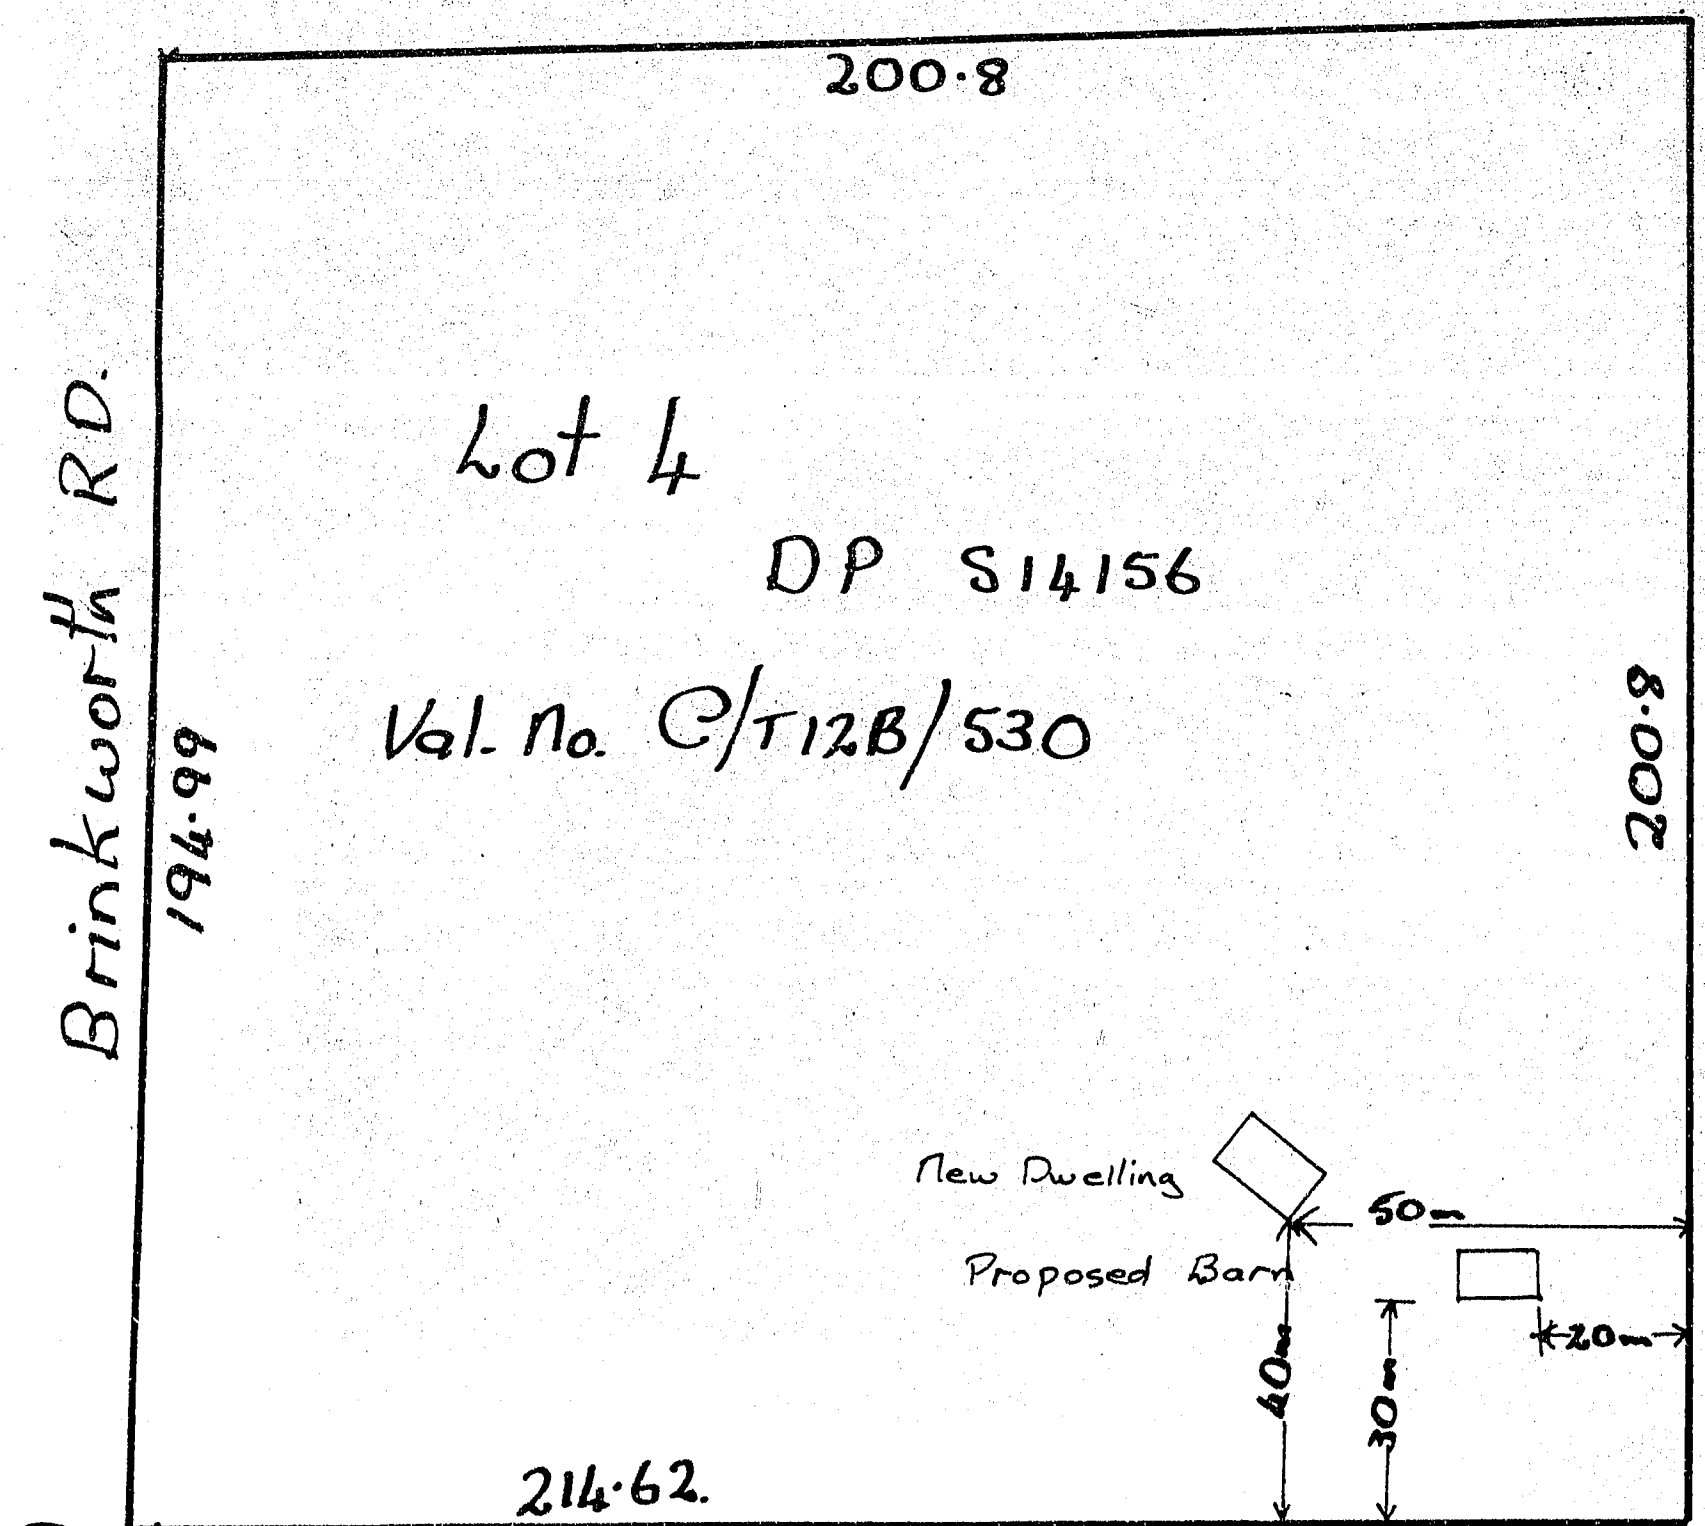 200.8
Brinkworth RD.
194.99
Lot 4
DP S14156
Val. No. C/T12B/530
200.8
New Dwelling
50m
Proposed Barn
20m
40m
30m
214.62.